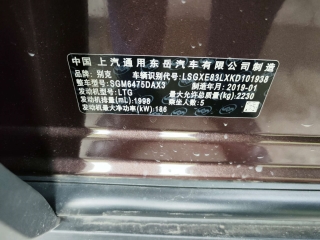 中国 上汽通用东岳汽车有限公司制造
品牌：别克 车辆识别代号：LSGXE83LXKD101938
整车型号：SGM6475DAX3 制造年月：2019-01
发动机型号：LTG 最大允许总质量(kg)：2230
发动机排量(mL)：1998 乘坐人数：5
发动机最大净功率(kW)：186